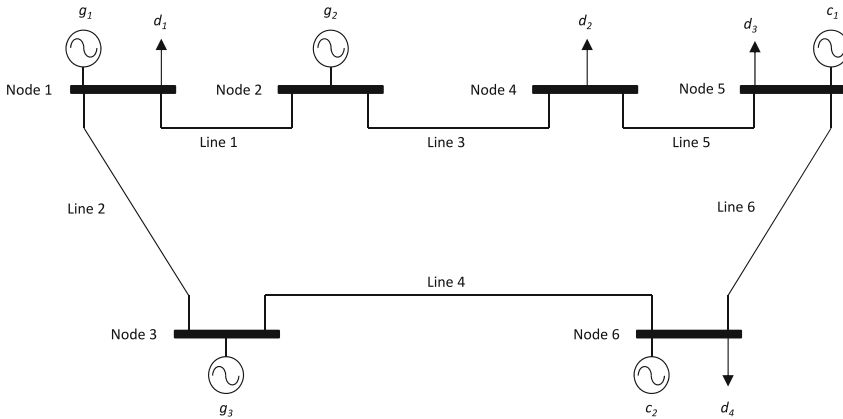 g1 d1 g2 d2 d3 c1
Node 1 Node 2 Node 4 Node 5
Line 1 Line 3 Line 5
Line 2 Line 6
Line 4
Node 3 Node 6
g3 c2 d4